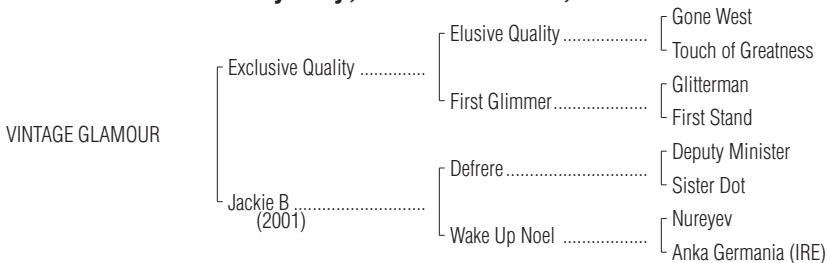 Gone West
Elusive Quality ..................
Touch of Greatness
Exclusive Quality ..............
Glitterman
First Glimmer....................
First Stand
VINTAGE GLAMOUR
Deputy Minister
Defrere..............................
Sister Dot
Jackie B ............................
(2001)
Nureyev
Wake Up Noel ..................
Anka Germania (IRE)